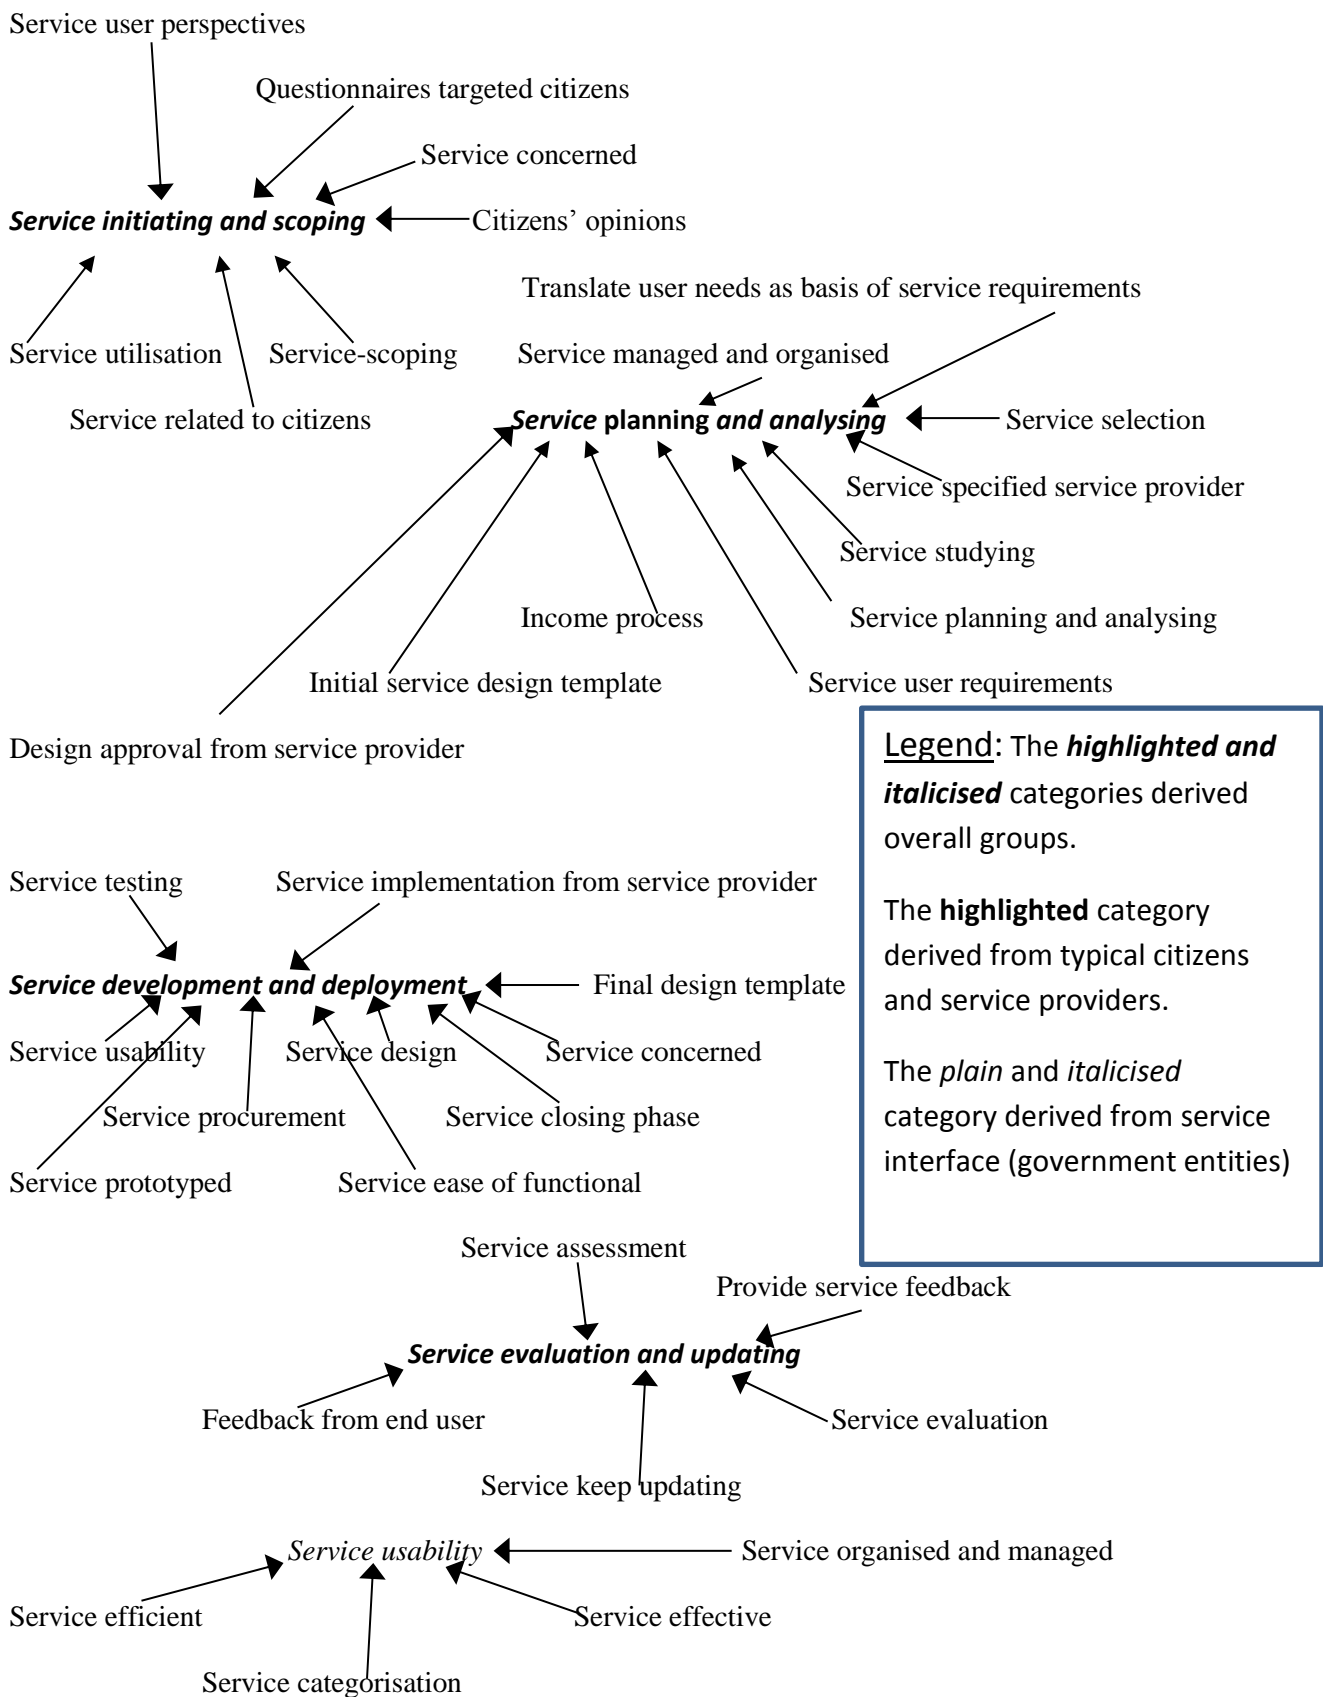 Service user perspectives
Questionnaires targeted citizens
Service concerned
Service initiating and scoping
Citizens’ opinions
Translate user needs as basis of service requirements
Service utilisation
Service-scoping
Service managed and organised
Service related to citizens
Service planning and analysing
Service selection
Service specified service provider
Service studying
Income process
Service planning and analysing
Initial service design template
Service user requirements
Design approval from service provider
Legend: The highlighted and
italicised categories derived
overall groups.
The highlighted category
derived from typical citizens
and service providers.
The plain and italicised
category derived from service
interface (government entities)
Service testing
Service implementation from service provider
Service development and deployment
Final design template
Service usability
Service design
Service concerned
Service procurement
Service closing phase
Service prototyped
Service ease of functional
Service assessment
Provide service feedback
Service evaluation and updating
Feedback from end user
Service evaluation
Service keep updating
Service usability
Service organised and managed
Service efficient
Service effective
Service categorisation